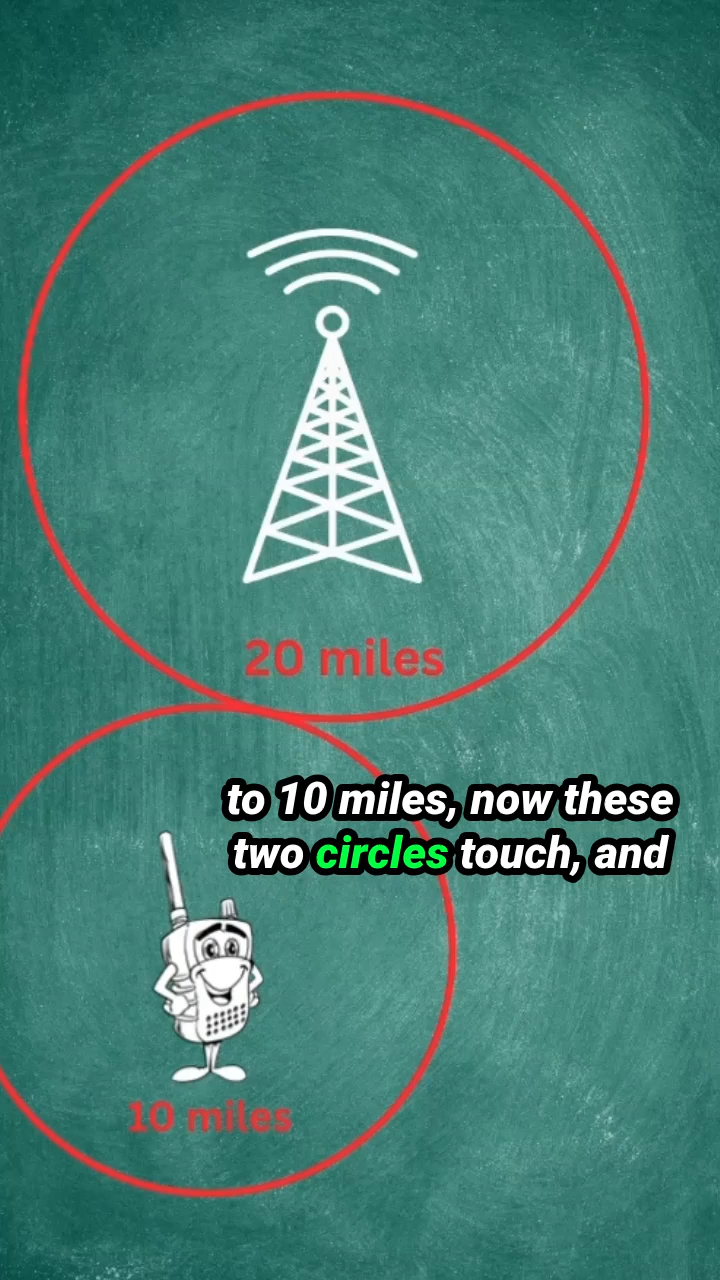 20 miles
to 10 miles, now these
two circles touch, and
10 miles